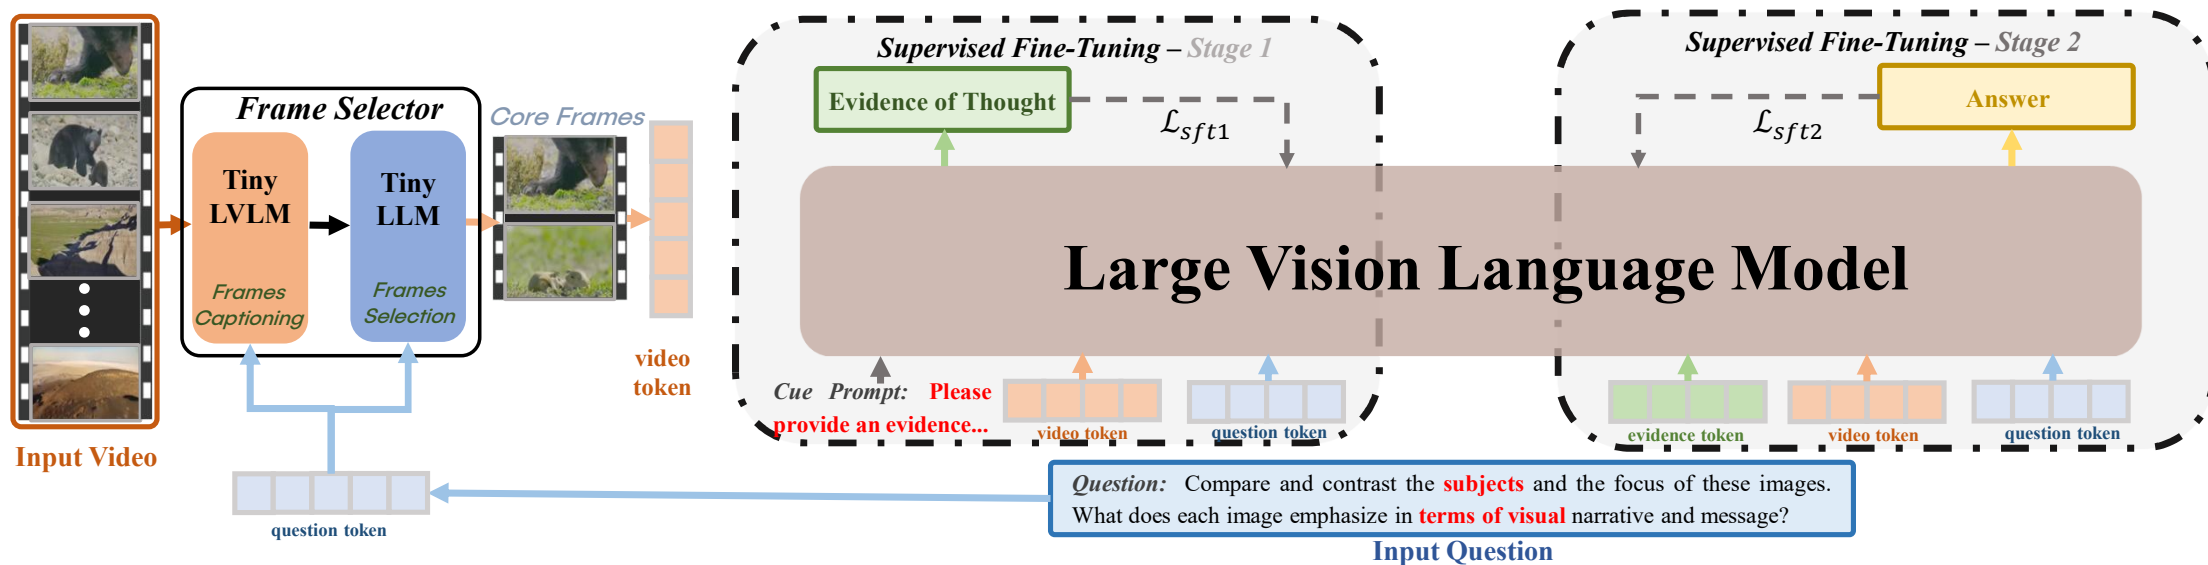 Frame Selector
Tiny
LVLM
Frames
Captioning
Tiny
LLM
Frames
Selection
Core Frames
video
token
Input Video
question token
Supervised Fine-Tuning – Stage 1
Evidence of Thought
ℒsft1
Supervised Fine-Tuning – Stage 2
Answer
ℒsft2
Large Vision Language Model
Cue Prompt: Please
provide an evidence...
video token
question token
evidence token
video token
question token
Question: Compare and contrast the subjects and the focus of these images.
What does each image emphasize in terms of visual narrative and message?
Input Question